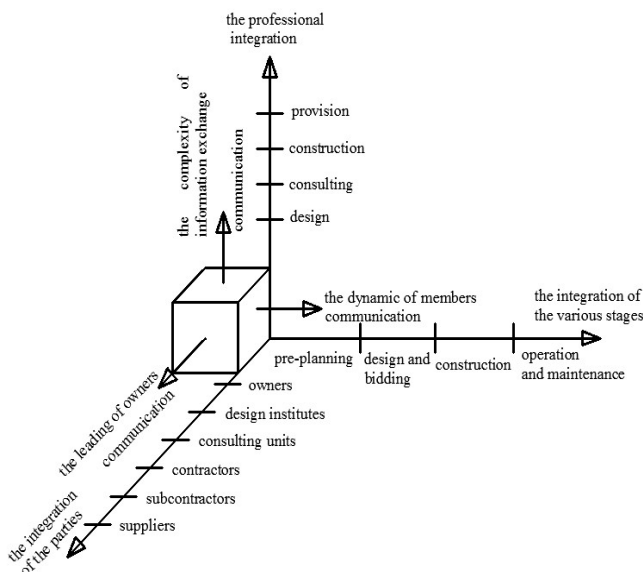 the professional
integration
provision
construction
consulting
design
the complexity of
information exchange
communication
the dynamic of members
communication
the integration of
the various stages
pre-planning
design and
bidding
construction
operation
and maintenance
the leading of owners
communication
owners
design institutes
consulting units
contractors
subcontractors
suppliers
the integration
of the parties